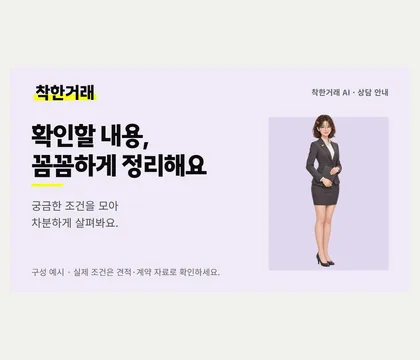 착한거래
착한거래 AI · 상담 안내
확인할 내용,
꼼꼼하게 정리해요
궁금한 조건을 모아
차분하게 살펴봐요.
구성 예시 · 실제 조건은 견적·계약 자료로 확인하세요.